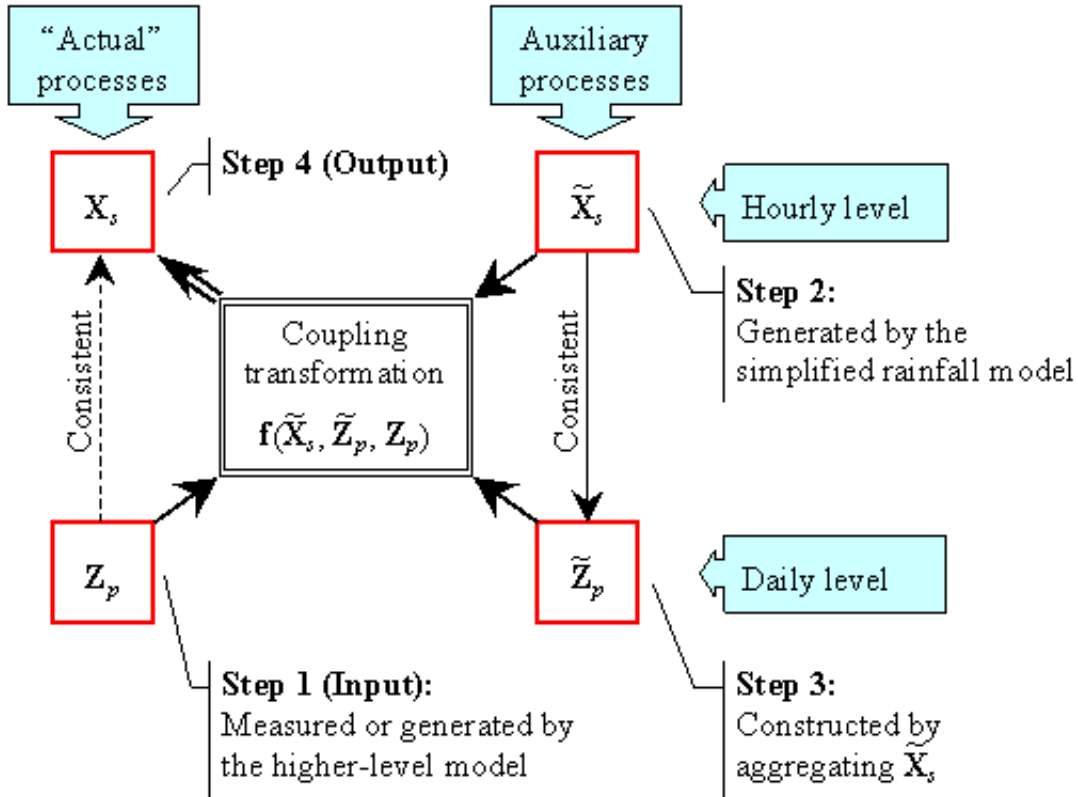 “Actual”
processes
Auxiliary
processes
Step 4 (Output)
Xₛ
X̃ₛ
Hourly level
Step 2:
Generated by the
simplified rainfall model
Coupling
transformation
f(X̃ₛ, Z̃ₚ, Zₚ)
Consistent
Consistent
Zₚ
Z̃ₚ
Daily level
Step 1 (Input):
Measured or generated by
the higher-level model
Step 3:
Constructed by
aggregating X̃ₛ